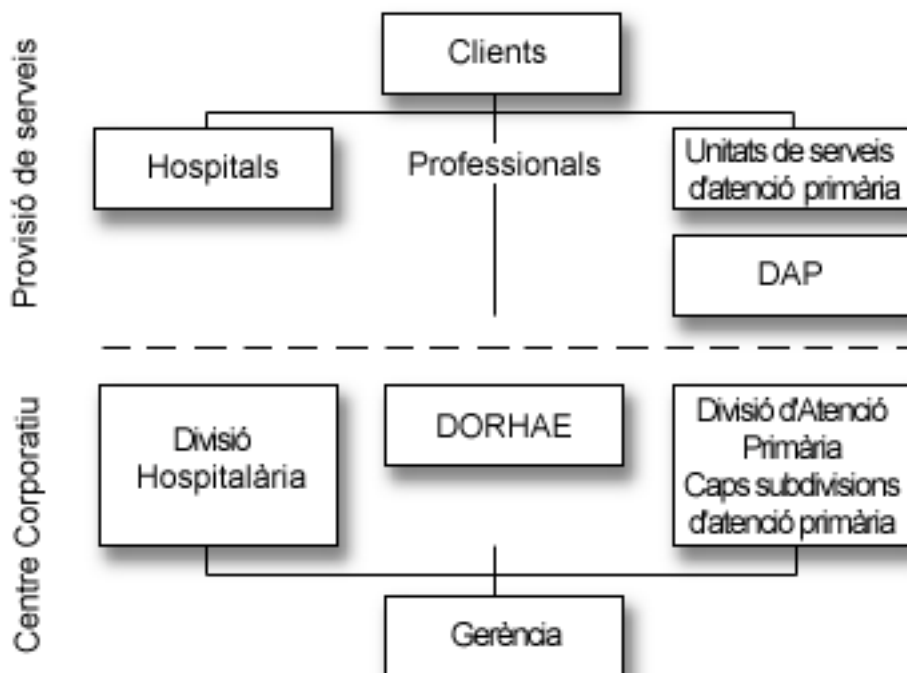 Provisió de serveis
Clients
Hospitals
Professionals
Unitats de serveis
d'atenció primària
DAP
Centre Corporatiu
Divisió
Hospitalària
DORHAE
Divisió d'Atenció
Primària
Caps subdivisions
d'atenció primària
Gerència